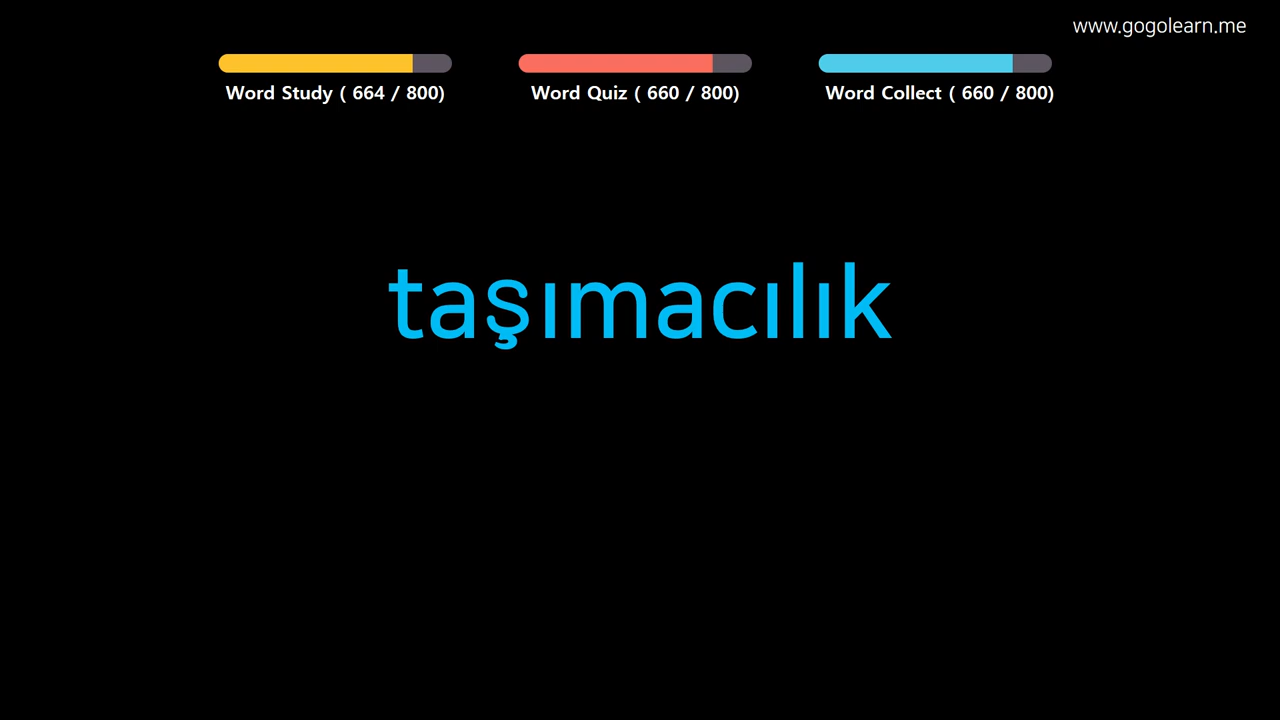 www.gogolearn.me
Word Study ( 664 / 800)
Word Quiz ( 660 / 800)
Word Collect ( 660 / 800)
taşımacılık